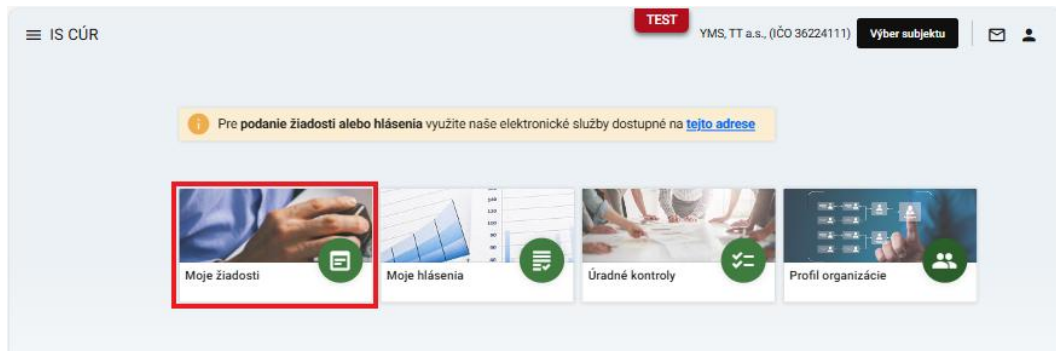 TEST
IS CÚR
YMS, TT a.s., (IČO 36224111)
Výber subjektu
Pre podanie žiadosti alebo hlásenia využite naše elektronické služby dostupné na tejto adrese
Moje žiadosti
Moje hlásenia
Úradné kontroly
Profil organizácie